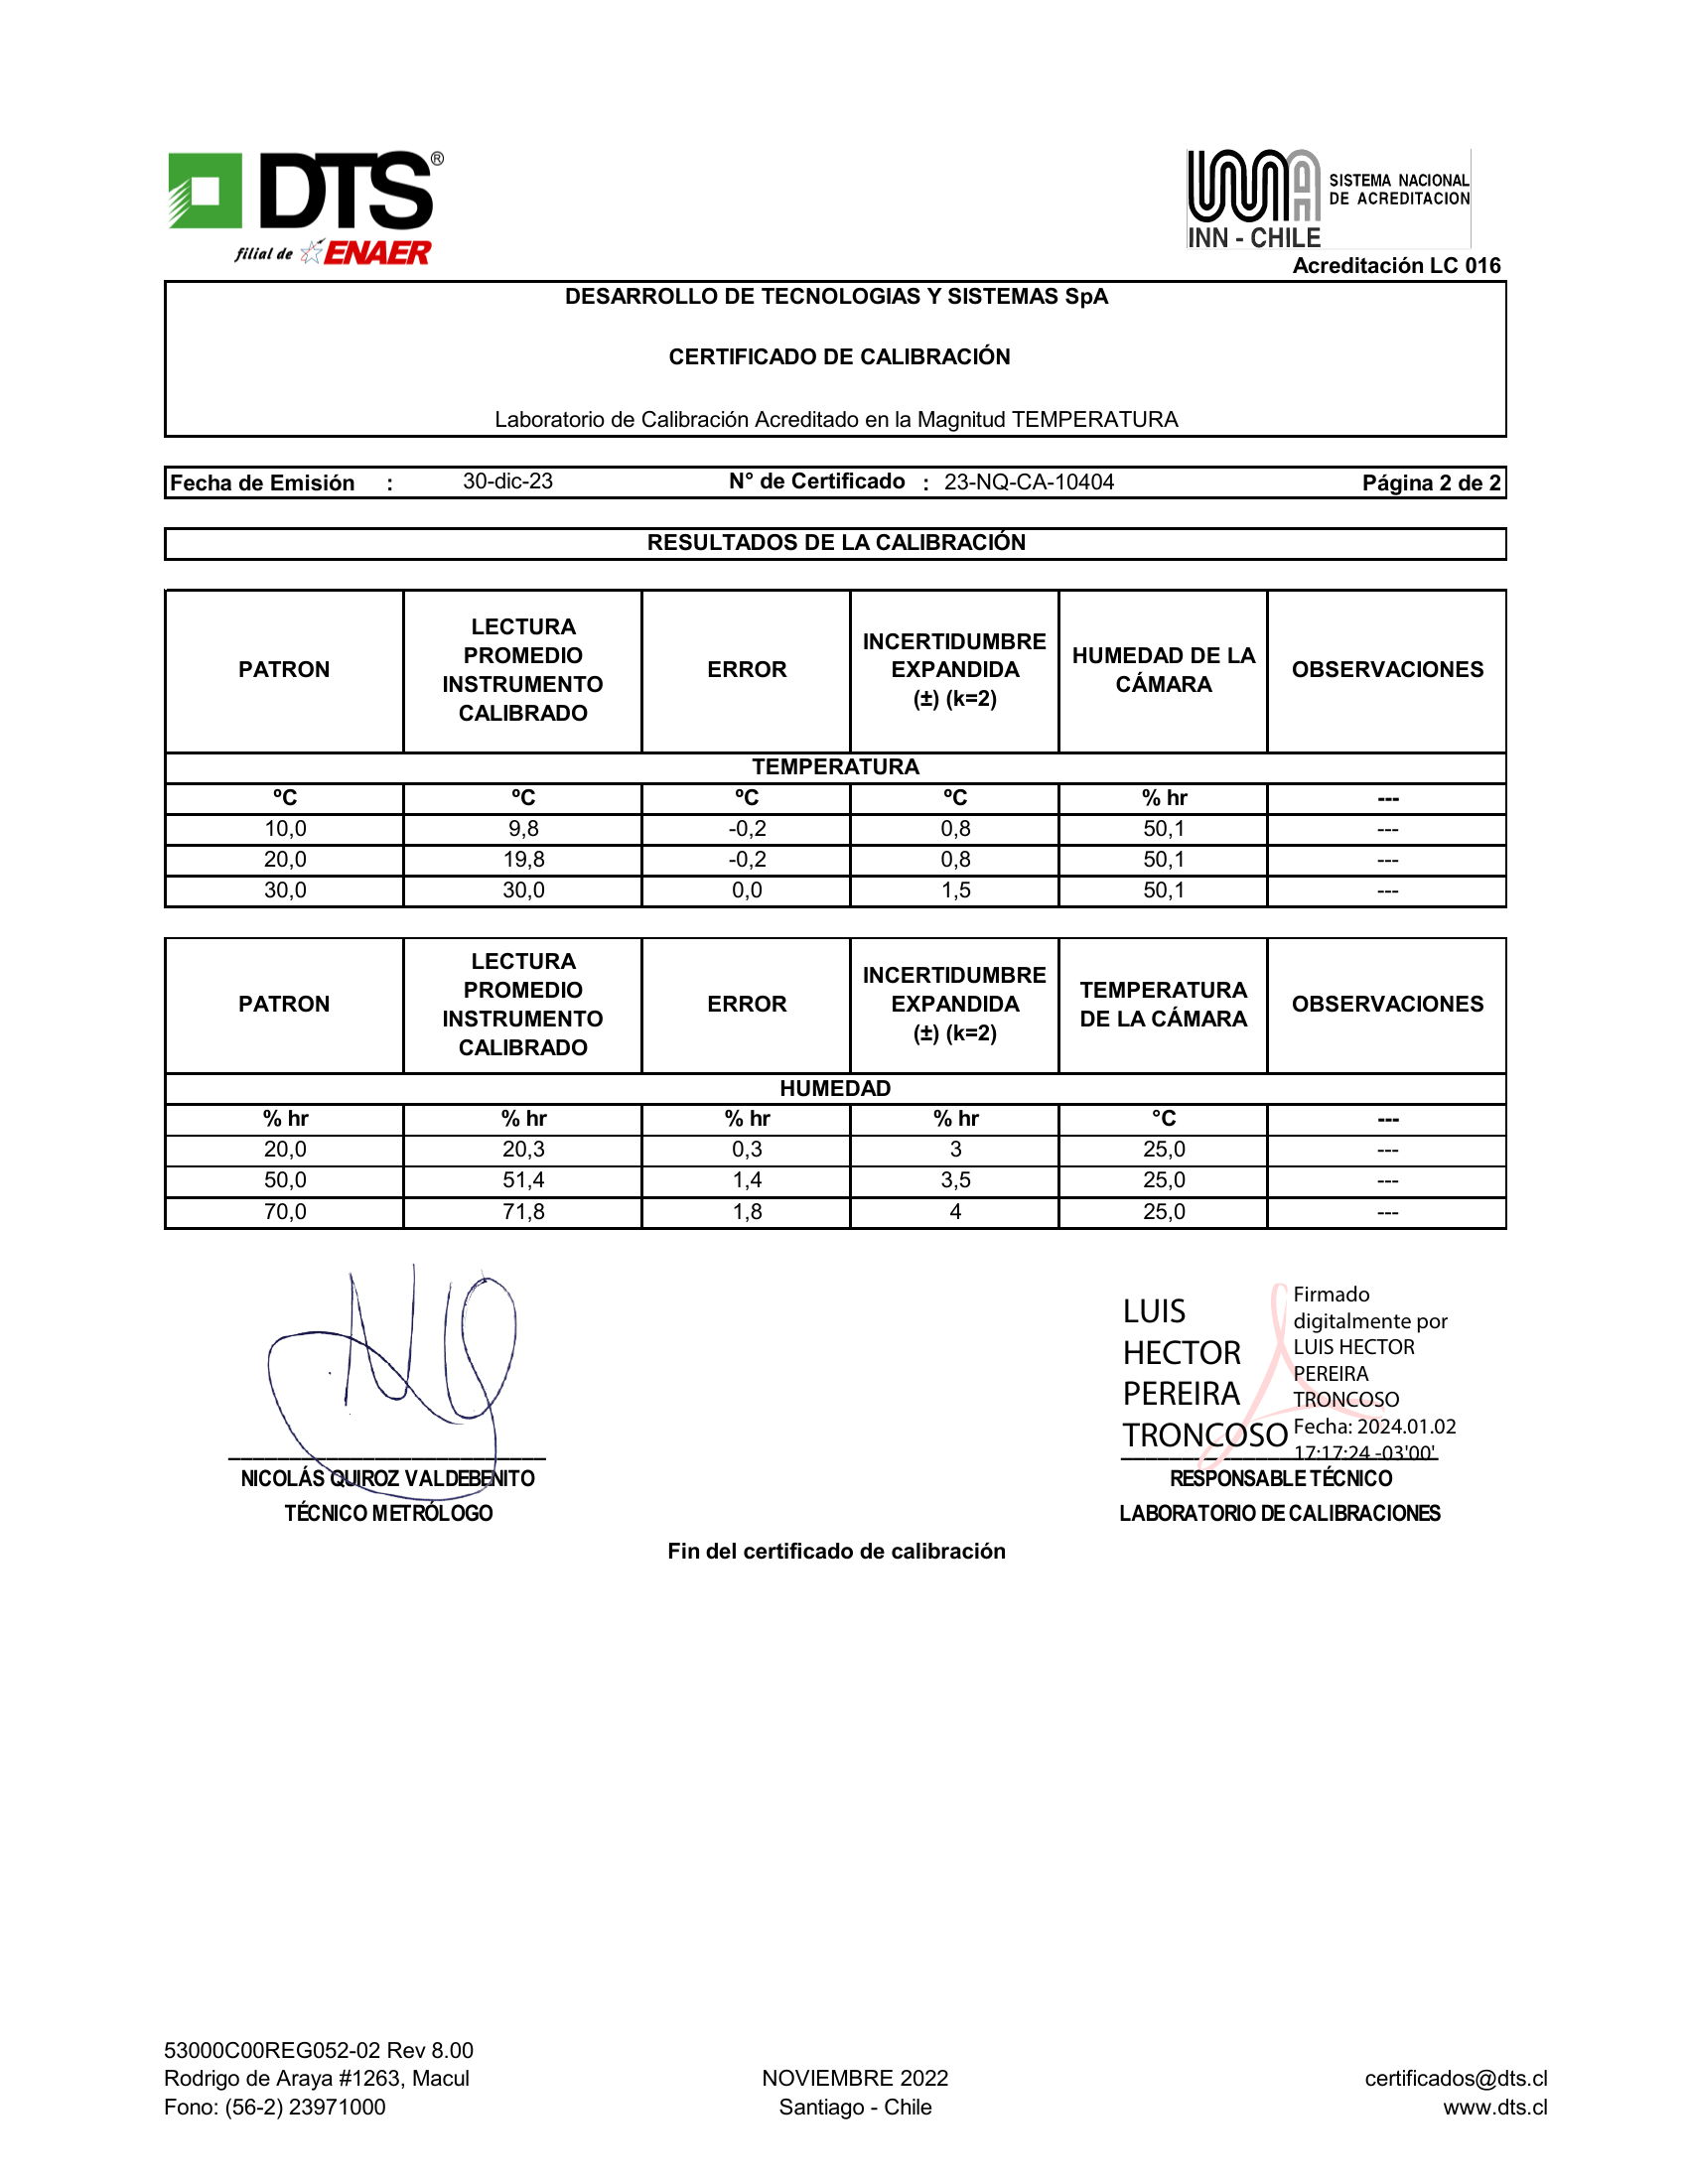 DTS®
filial de ENAER
SISTEMA NACIONAL
DE ACREDITACION
INN - CHILE
Acreditación LC 016
DESARROLLO DE TECNOLOGIAS Y SISTEMAS SpA
CERTIFICADO DE CALIBRACIÓN
Laboratorio de Calibración Acreditado en la Magnitud TEMPERATURA
Fecha de Emisión : 30-dic-23 N° de Certificado : 23-NQ-CA-10404 Página 2 de 2
RESULTADOS DE LA CALIBRACIÓN
PATRON LECTURA PROMEDIO INSTRUMENTO CALIBRADO ERROR INCERTIDUMBRE EXPANDIDA (±) (k=2) HUMEDAD DE LA CÁMARA OBSERVACIONES
TEMPERATURA
ºC ºC ºC ºC % hr ---
10,0 9,8 -0,2 0,8 50,1 ---
20,0 19,8 -0,2 0,8 50,1 ---
30,0 30,0 0,0 1,5 50,1 ---
PATRON LECTURA PROMEDIO INSTRUMENTO CALIBRADO ERROR INCERTIDUMBRE EXPANDIDA (±) (k=2) TEMPERATURA DE LA CÁMARA OBSERVACIONES
HUMEDAD
% hr % hr % hr % hr °C ---
20,0 20,3 0,3 3 25,0 ---
50,0 51,4 1,4 3,5 25,0 ---
70,0 71,8 1,8 4 25,0 ---
NICOLÁS QUIROZ VALDEBENITO
TÉCNICO METRÓLOGO
LUIS
HECTOR
PEREIRA
TRONCOSO
Firmado
digitalmente por
LUIS HECTOR
PEREIRA
TRONCOSO
Fecha: 2024.01.02
17:17:24 -03'00'
RESPONSABLE TÉCNICO
LABORATORIO DE CALIBRACIONES
Fin del certificado de calibración
53000C00REG052-02 Rev 8.00
Rodrigo de Araya #1263, Macul NOVIEMBRE 2022 certificados@dts.cl
Fono: (56-2) 23971000 Santiago - Chile www.dts.cl